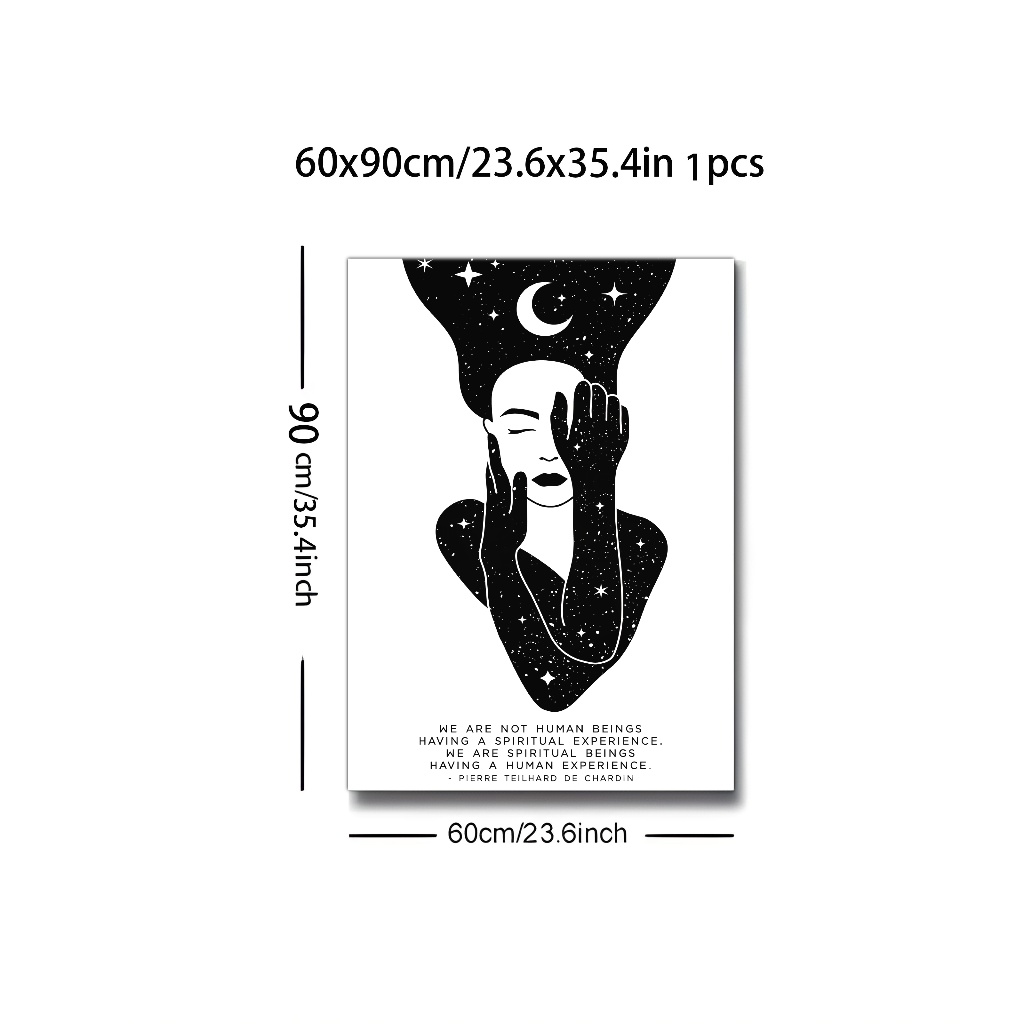 60x90cm/23.6x35.4in 1pcs
90 cm/35.4inch
WE ARE NOT HUMAN BEINGS
HAVING A SPIRITUAL EXPERIENCE.
WE ARE SPIRITUAL BEINGS
HAVING A HUMAN EXPERIENCE.
- PIERRE TEILHARD DE CHARDIN
60cm/23.6inch